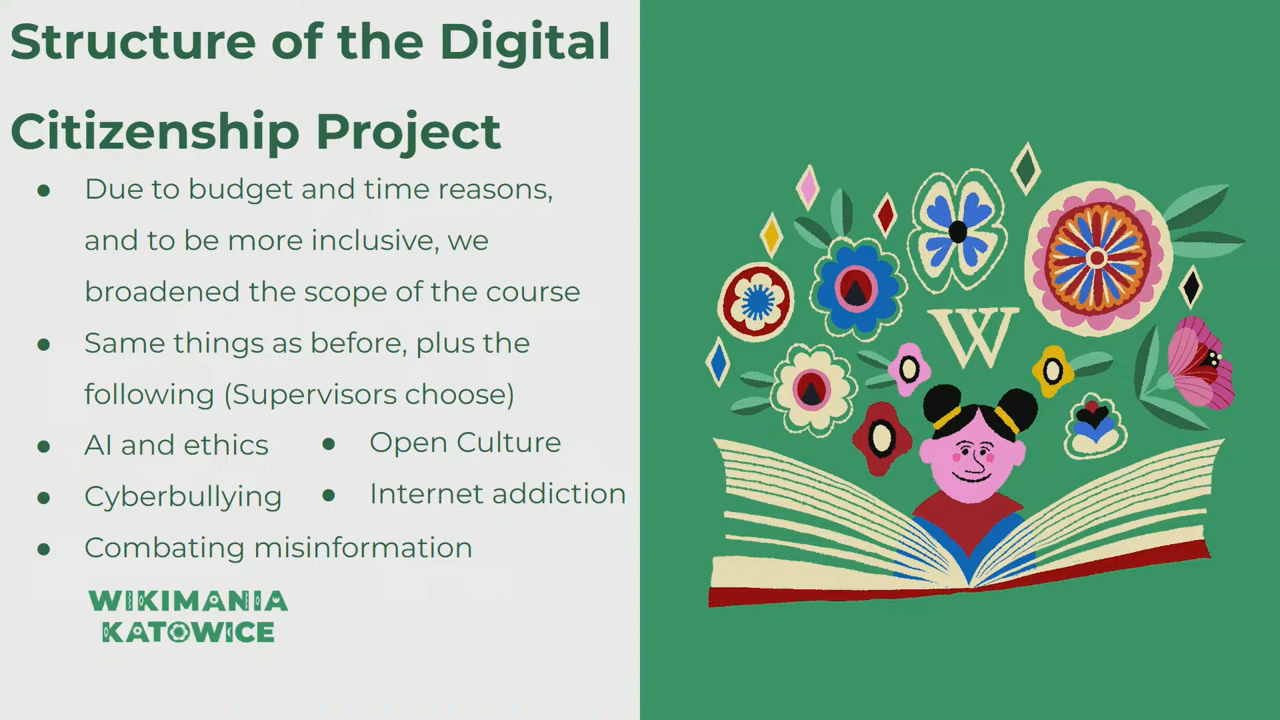 Structure of the Digital
Citizenship Project
● Due to budget and time reasons,
and to be more inclusive, we
broadened the scope of the course
● Same things as before, plus the
following (Supervisors choose)
● AI and ethics
● Open Culture
● Cyberbullying
● Internet addiction
● Combating misinformation
WIKIMANIA
KATOWICE
W